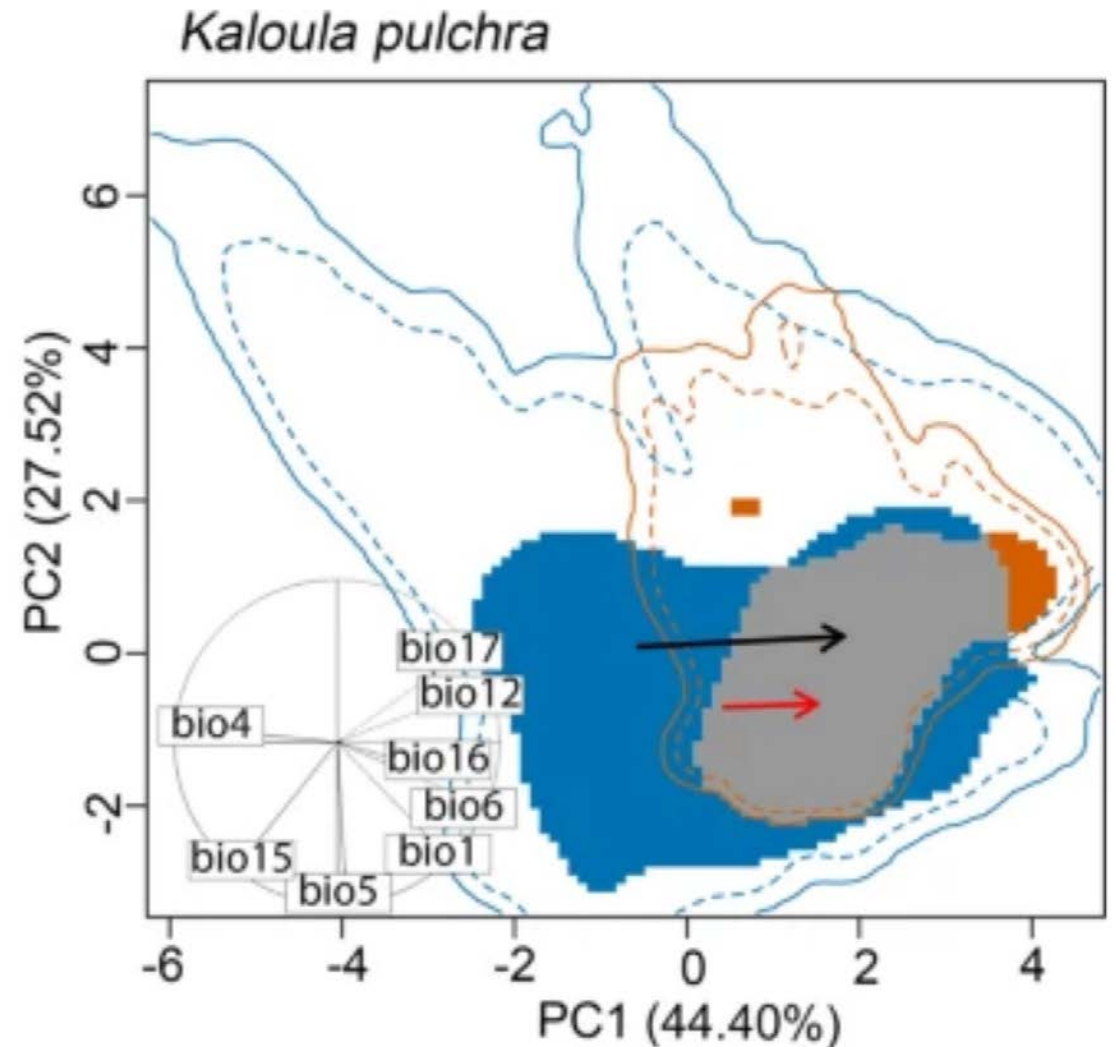 Kaloula pulchra
PC2 (27.52%)
6
4
2
0
-2
bio17
bio12
bio4
bio16
bio6
bio15
bio1
bio5
-6 -4 -2 0 2 4
PC1 (44.40%)